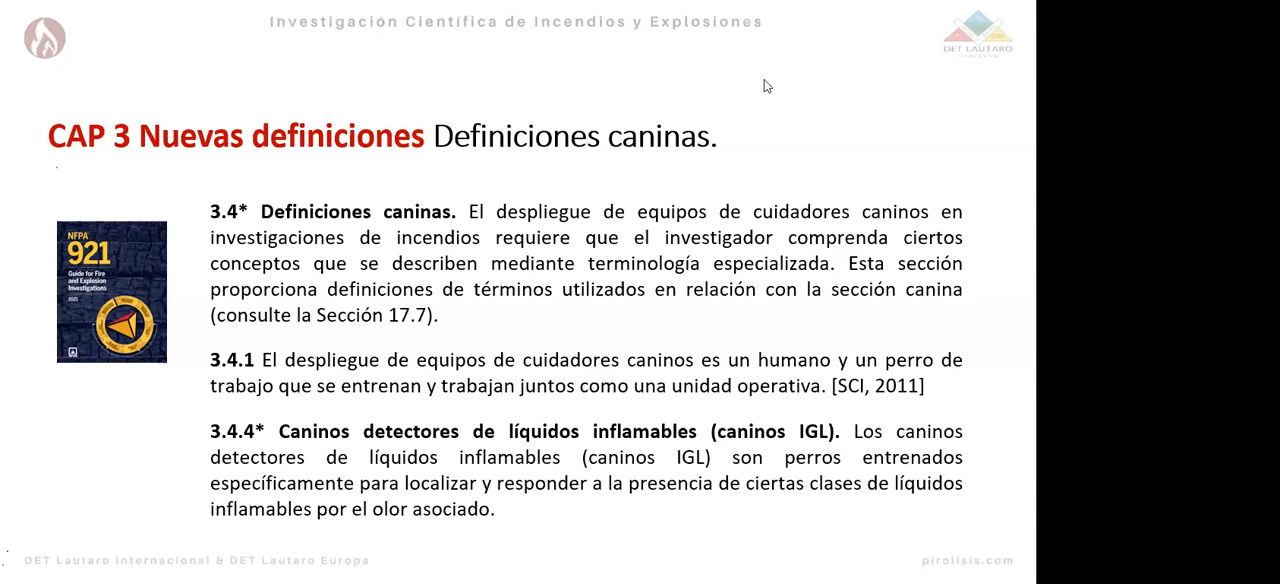 Investigación Científica de Incendios y Explosiones
DET LAUTARO
CAP 3 Nuevas definiciones Definiciones caninas.
3.4* Definiciones caninas. El despliegue de equipos de cuidadores caninos en
investigaciones de incendios requiere que el investigador comprenda ciertos
conceptos que se describen mediante terminología especializada. Esta sección
proporciona definiciones de términos utilizados en relación con la sección canina
(consulte la Sección 17.7).
NFPA
921
Guide for Fire
and Explosion
Investigations
2021
3.4.1 El despliegue de equipos de cuidadores caninos es un humano y un perro de
trabajo que se entrenan y trabajan juntos como una unidad operativa. [SCI, 2011]
3.4.4* Caninos detectores de líquidos inflamables (caninos IGL). Los caninos
detectores de líquidos inflamables (caninos IGL) son perros entrenados
específicamente para localizar y responder a la presencia de ciertas clases de líquidos
inflamables por el olor asociado.
DET Lautaro Internacional & DET Lautaro Europa
pirolisis.com